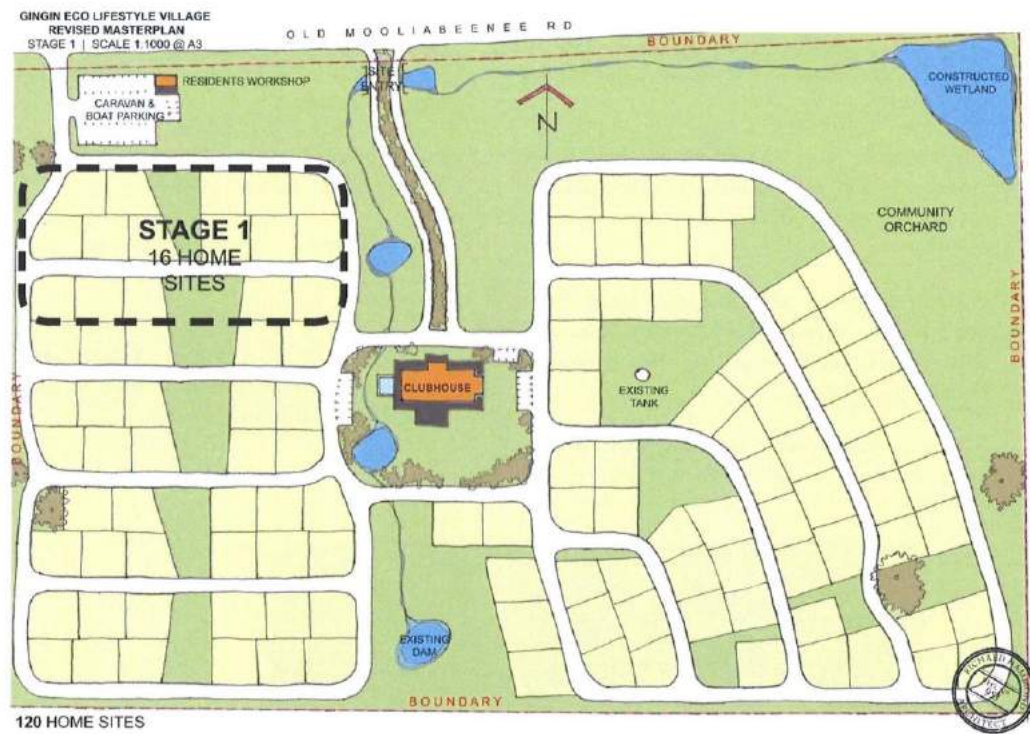 GINGIN ECO LIFESTYLE VILLAGE
REVISED MASTERPLAN
STAGE 1 | SCALE 1:1000 @ A3
OLD MOOLIABEENEE RD
BOUNDARY
SITE
ENTRY
RESIDENTS WORKSHOP
CARAVAN &
BOAT PARKING
N
CONSTRUCTED
WETLAND
STAGE 1
16 HOME
SITES
COMMUNITY
ORCHARD
BOUNDARY
BOUNDARY
CLUBHOUSE
EXISTING
TANK
EXISTING
DAM
BOUNDARY
RICHARD
ARCHITECT
120 HOME SITES